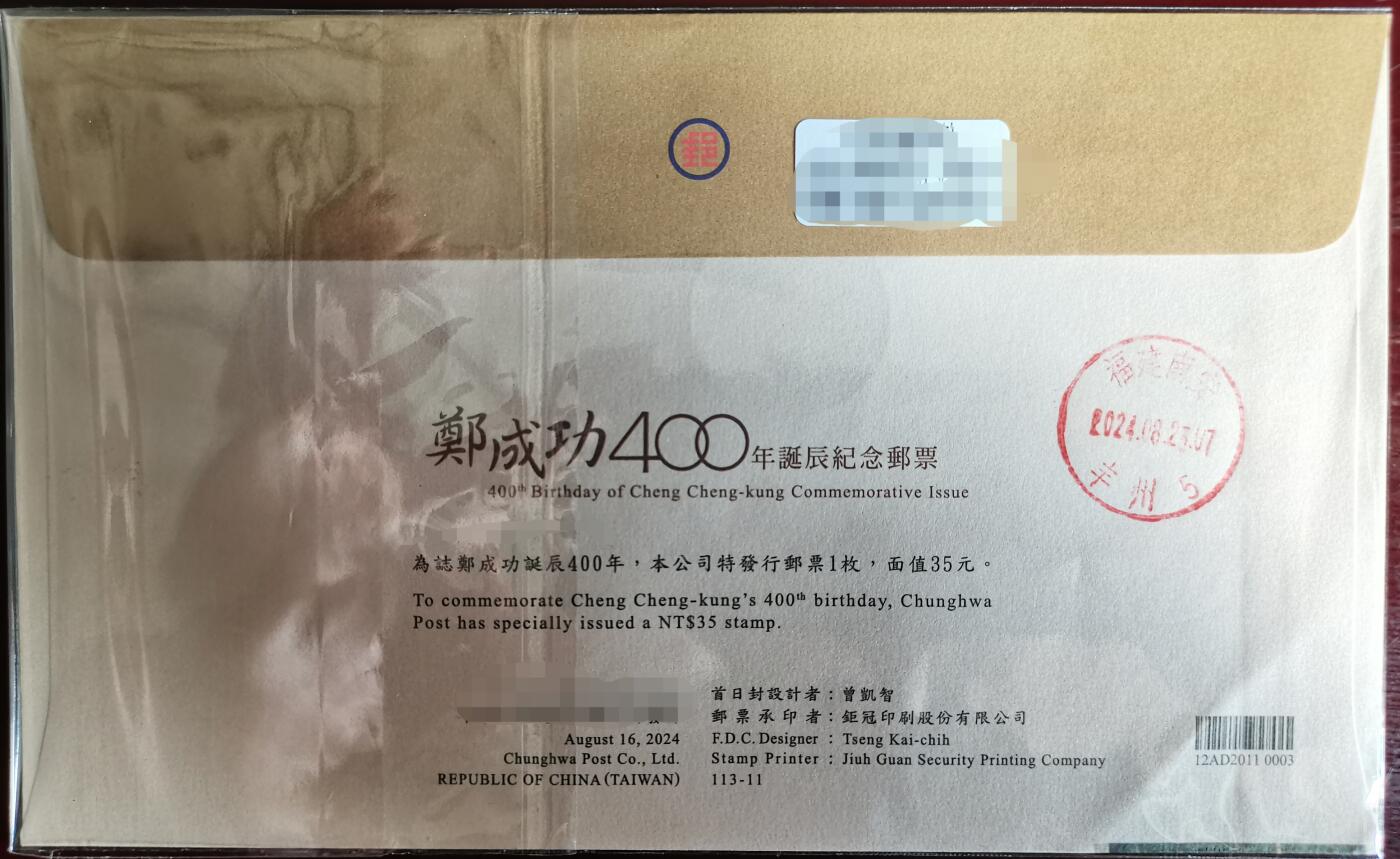 郵
鄭成功400年誕辰紀念郵票
400th Birthday of Cheng Cheng-kung Commemorative Issue
福建南安
2024.08.23.07
丰州 5
為誌鄭成功誕辰400年，本公司特發行郵票1枚，面值35元。
To commemorate Cheng Cheng-kung's 400th birthday, Chunghwa
Post has specially issued a NT$35 stamp.
August 16, 2024
Chunghwa Post Co., Ltd.
REPUBLIC OF CHINA (TAIWAN)
首日封設計者：曾凱智
郵票承印者：鉅冠印刷股份有限公司
F.D.C. Designer : Tseng Kai-chih
Stamp Printer : Jiuh Guan Security Printing Company
113-11
12AD2011 0003